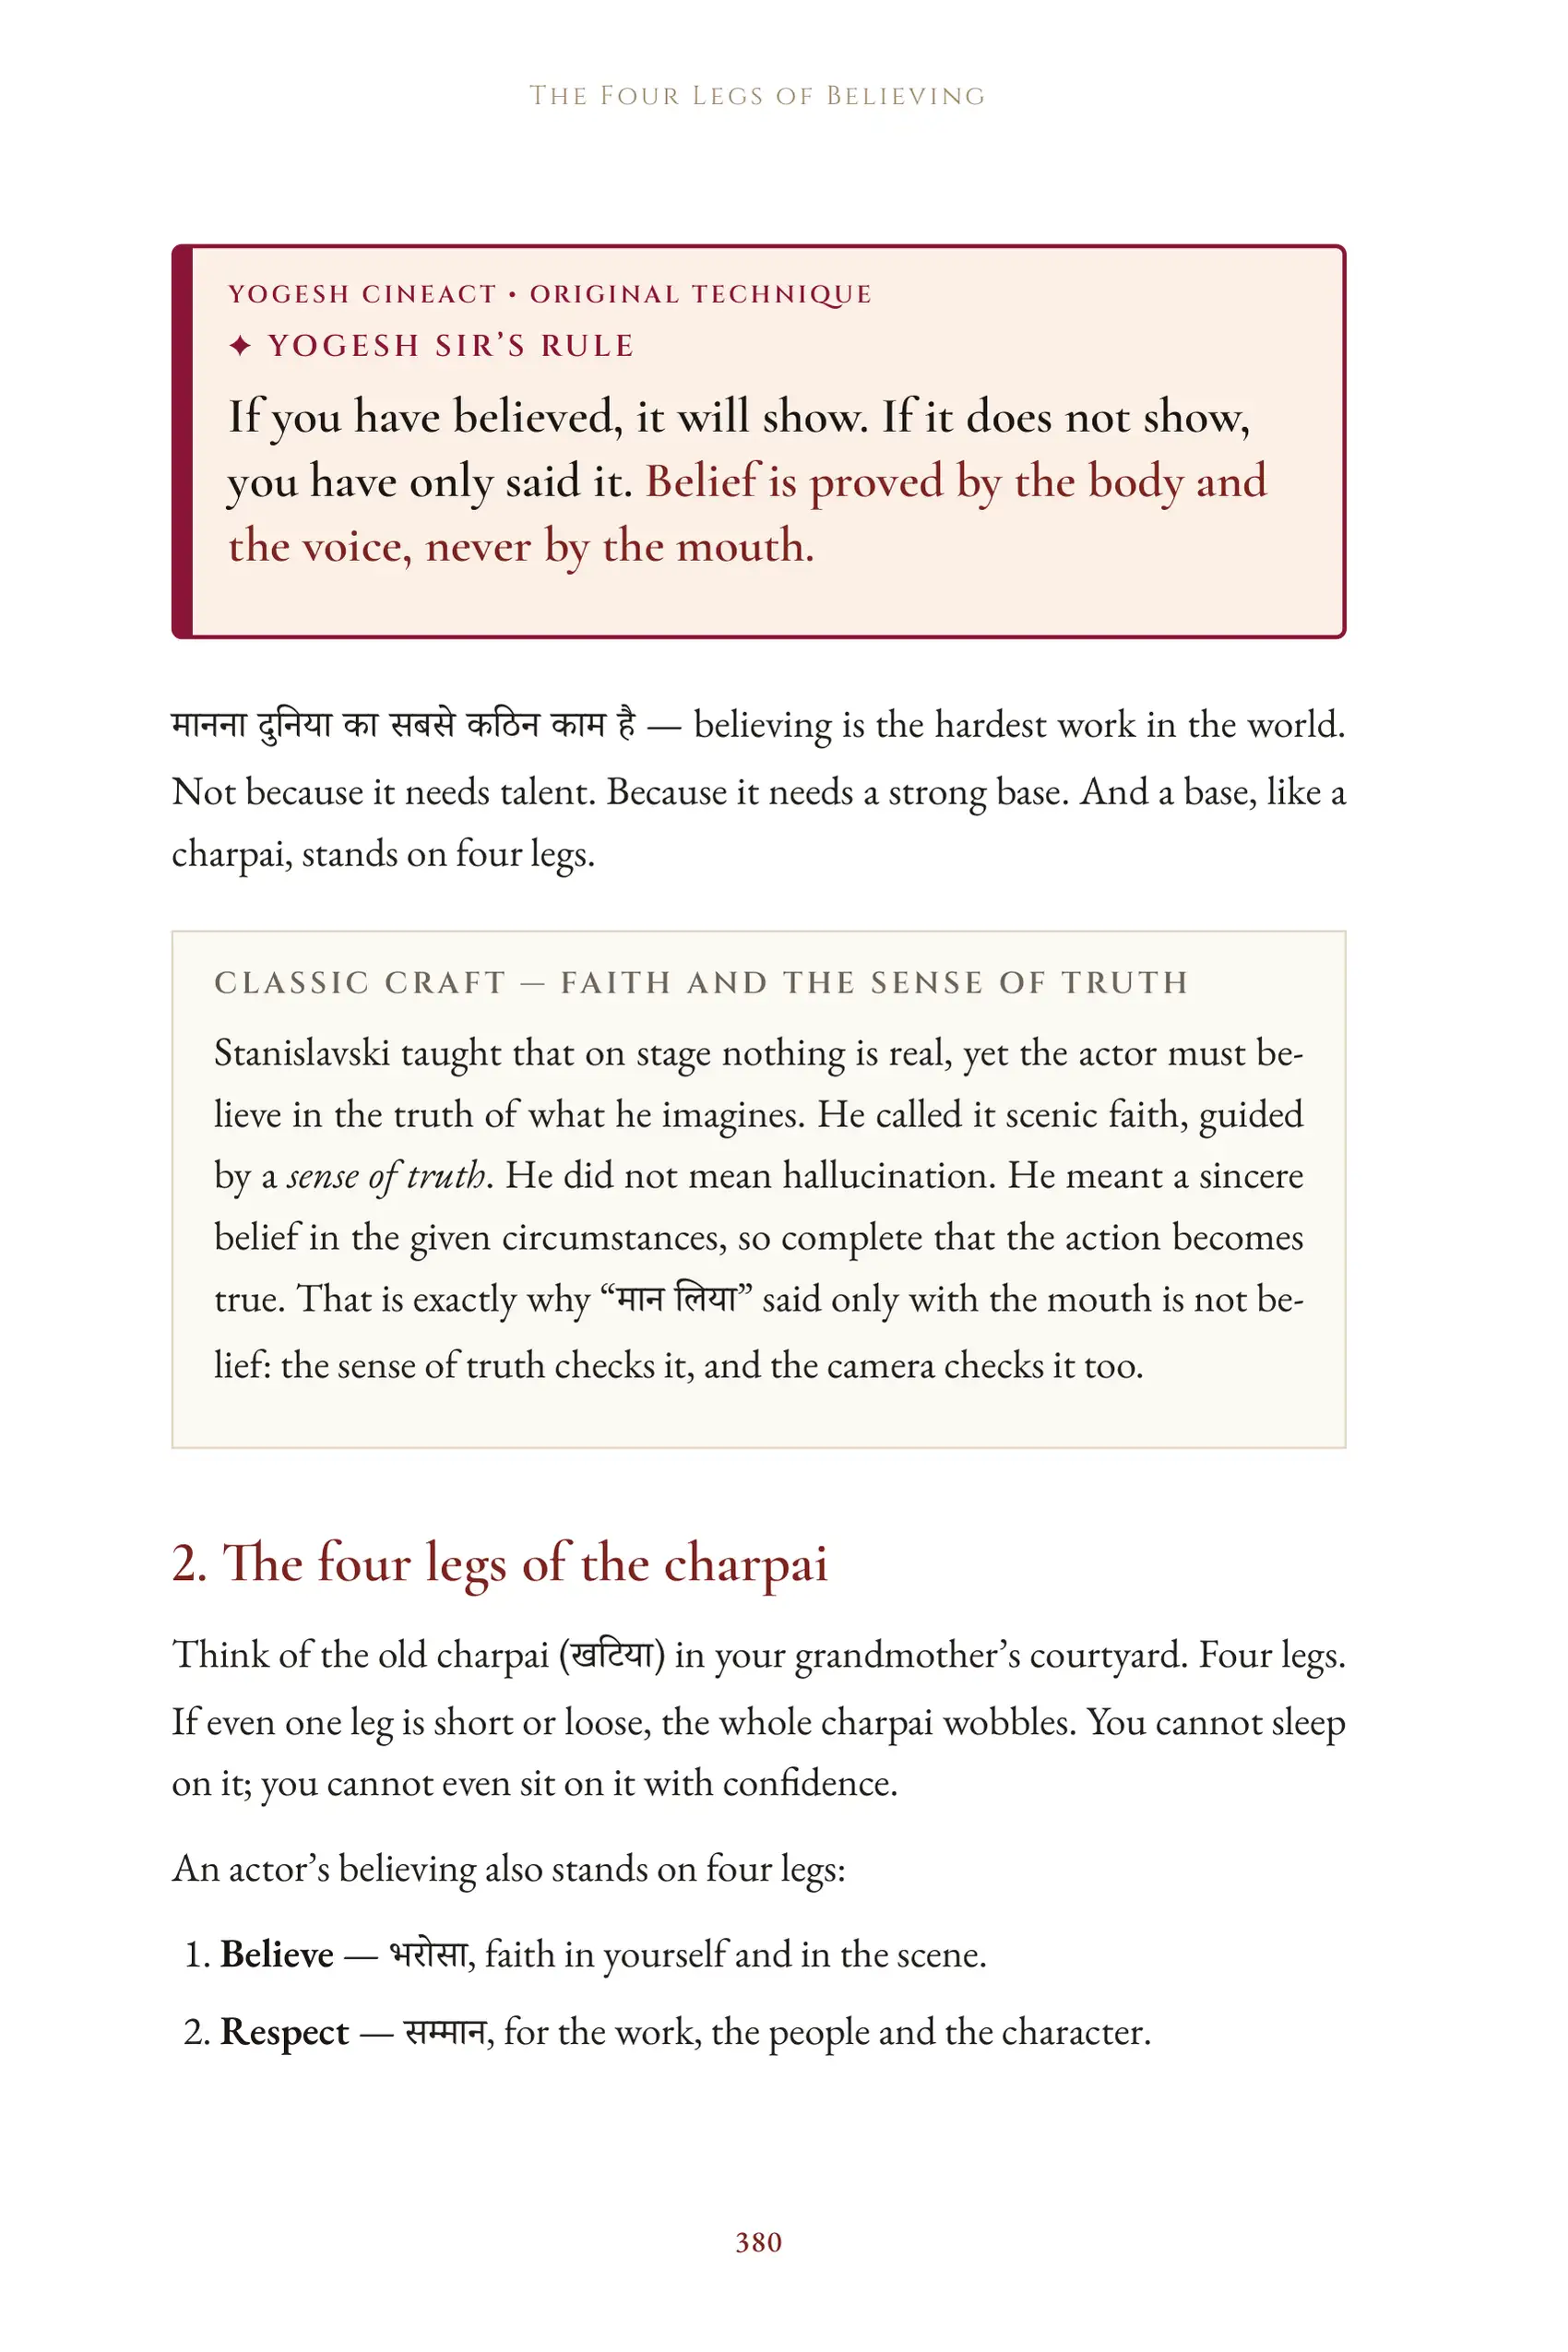 The Four Legs of Believing
YOGESH CINEACT • ORIGINAL TECHNIQUE
✦ YOGESH SIR’S RULE
If you have believed, it will show. If it does not show,
you have only said it. Belief is proved by the body and
the voice, never by the mouth.
मानना दुनिया का सबसे कठिन काम है — believing is the hardest work in the world.
Not because it needs talent. Because it needs a strong base. And a base, like a
charpai, stands on four legs.
CLASSIC CRAFT — FAITH AND THE SENSE OF TRUTH
Stanislavski taught that on stage nothing is real, yet the actor must be-
lieve in the truth of what he imagines. He called it scenic faith, guided
by a sense of truth. He did not mean hallucination. He meant a sincere
belief in the given circumstances, so complete that the action becomes
true. That is exactly why “मान लिया” said only with the mouth is not be-
lief: the sense of truth checks it, and the camera checks it too.
2. The four legs of the charpai
Think of the old charpai (खटिया) in your grandmother’s courtyard. Four legs.
If even one leg is short or loose, the whole charpai wobbles. You cannot sleep
on it; you cannot even sit on it with confidence.
An actor’s believing also stands on four legs:
1. Believe — भरोसा, faith in yourself and in the scene.
2. Respect — सम्मान, for the work, the people and the character.
380